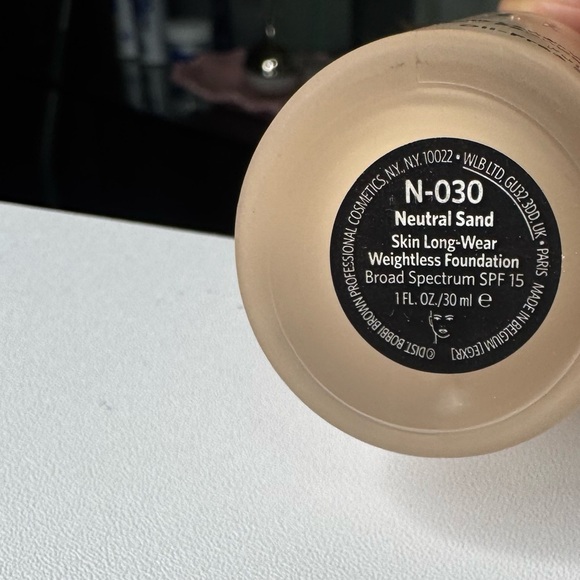 N-030
Neutral Sand
Skin Long-Wear
Weightless Foundation
Broad Spectrum SPF 15
1 FL. OZ./30 ml ℮
©DIST. BOBBI BROWN PROFESSIONAL COSMETICS, N.Y., N.Y. 10022 • WLB LTD, GU32 3DD, UK • PARIS MADE IN BELGIUM [EGXR]